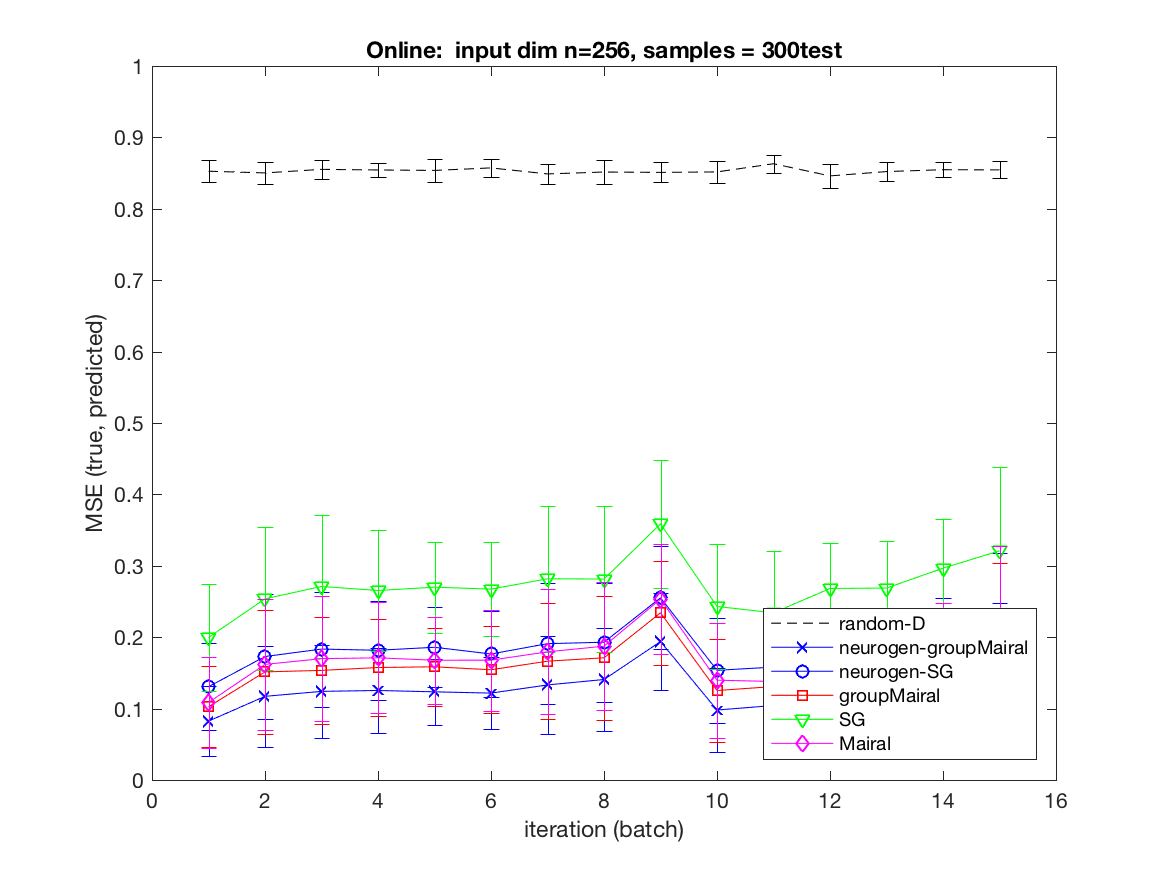 Online:  input dim n=256, samples = 300test
1
0.9
0.8
0.7
0.6
0.5
0.4
0.3
0.2
0.1
0
MSE (true, predicted)
random-D
neurogen-groupMairal
neurogen-SG
groupMairal
SG
Mairal
0 2 4 6 8 10 12 14 16
iteration (batch)